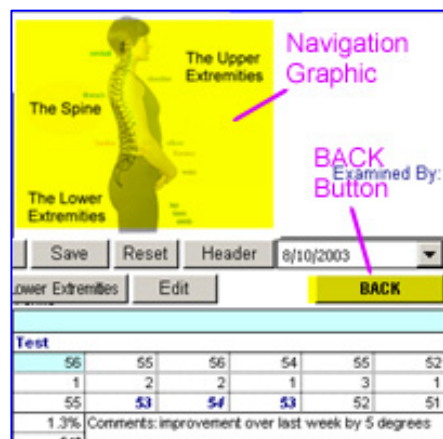 The Upper
Extremities
Navigation
Graphic
The Spine
The Lower
Extremities
BACK
Button
Examined By:
Save Reset Header 8/10/2003
ower Extremities Edit BACK
Test
56 55 56 54 55 52
1 2 2 1 3 1
55 53 54 53 52 51
1.3% Comments: improvement over last week by 5 degrees